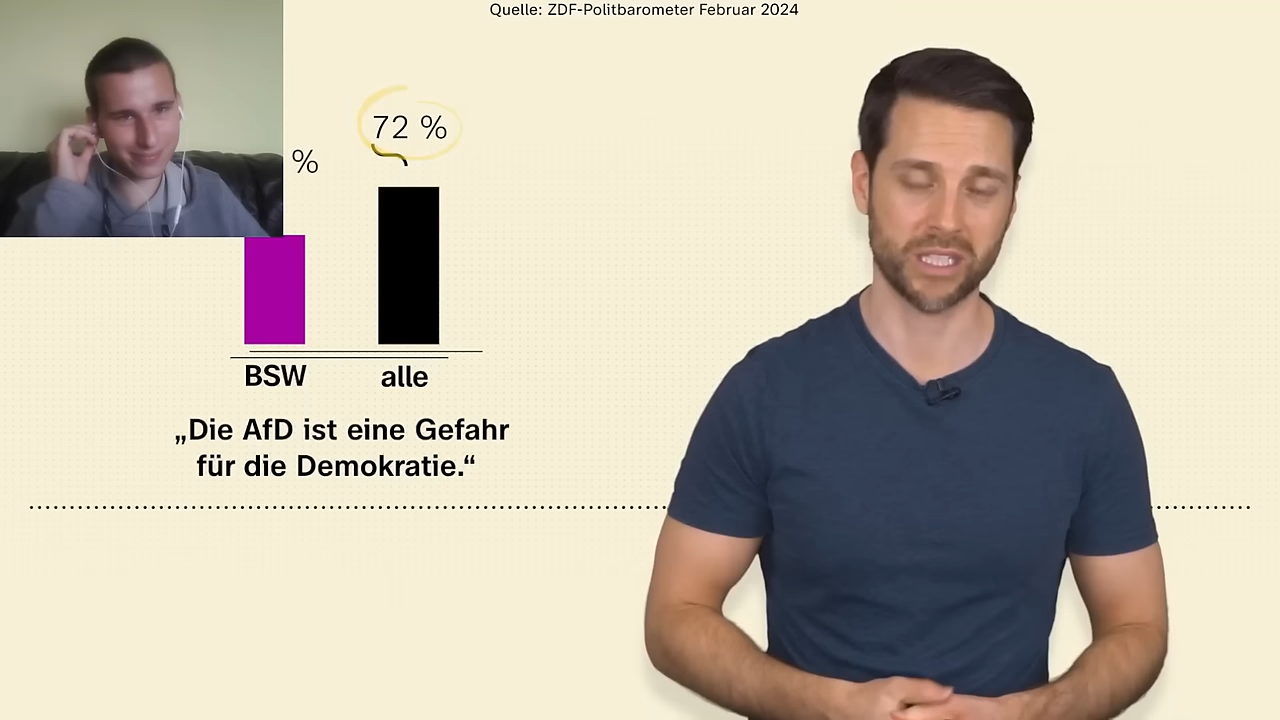 Quelle: ZDF-Politbarometer Februar 2024
72 %
%
BSW alle
„Die AfD ist eine Gefahr
für die Demokratie.“